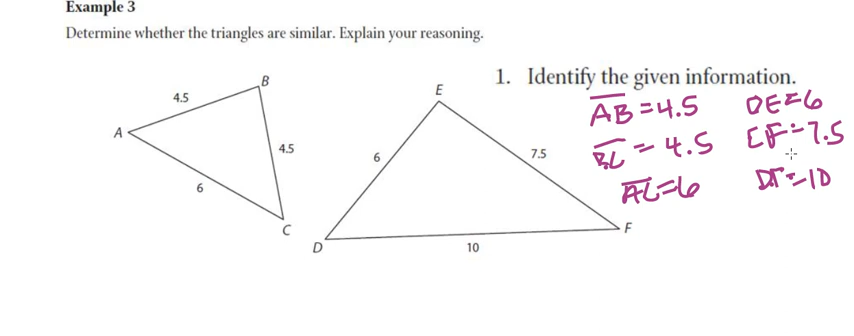 Example 3
Determine whether the triangles are similar. Explain your reasoning.
1. Identify the given information.
AB = 4.5 DE = 6
BC = 4.5 EF = 7.5
AC = 6 DF = 10
A
4.5
B
4.5
6
C
E
6
7.5
D
10
F